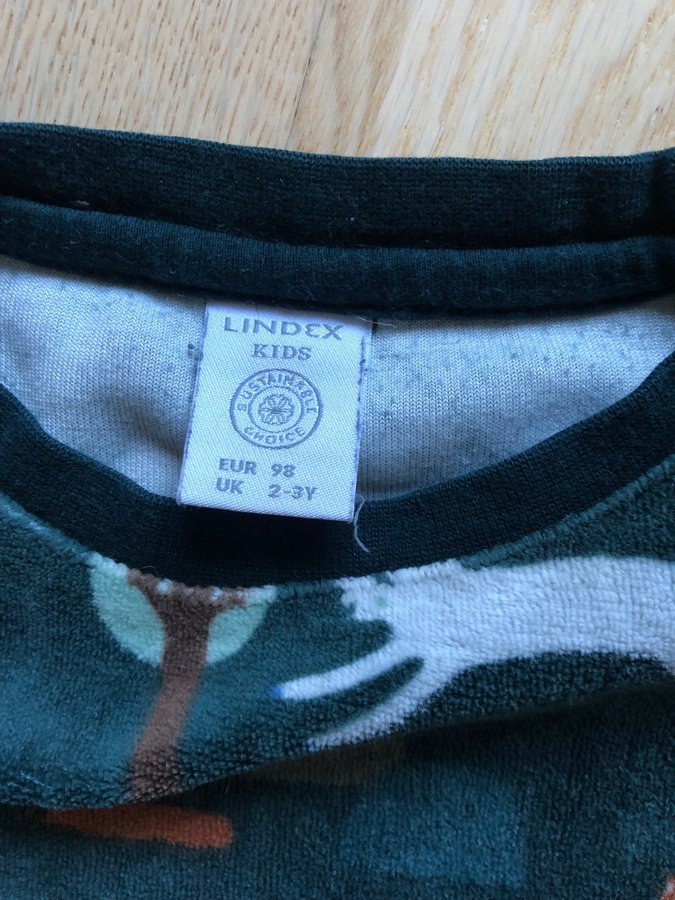 LINDEX
KIDS
SUSTAINABLE
CHOICE
EUR 98
UK 2-3Y